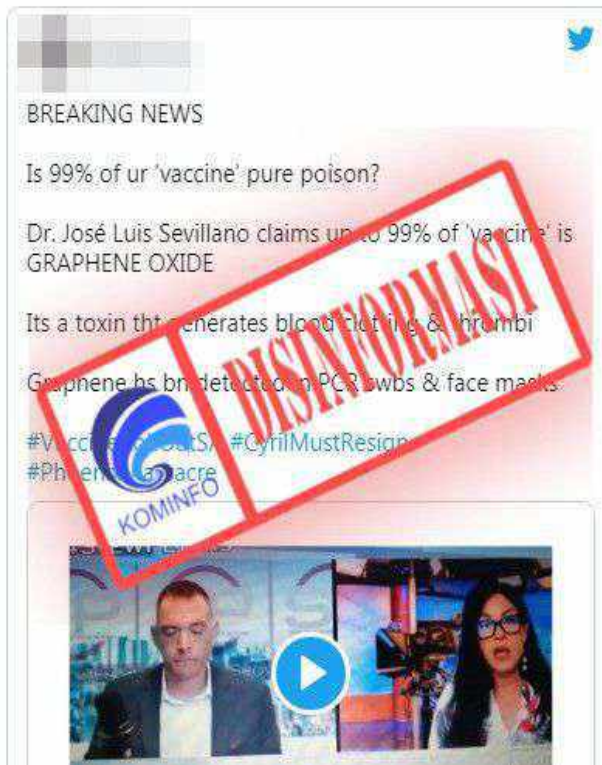 BREAKING NEWS
Is 99% of ur 'vaccine' pure poison?
Dr. José Luis Sevillano claims up to 99% of 'vaccine' is
GRAPHENE OXIDE
Its a toxin tht generates blood clotting & thrombi
Graphene hs bn detected in PCR swbs & face masks
#CyrilMustResign
DISINFORMASI
KOMINFO